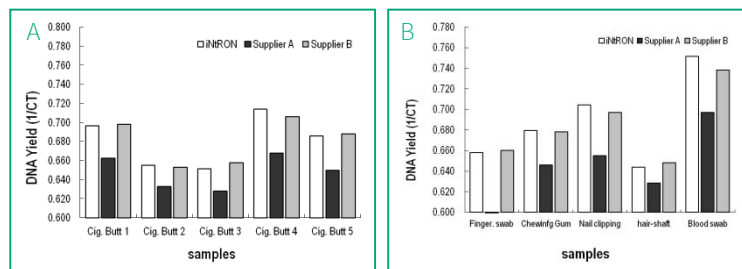 A
0.800
0.780
0.760
0.740
0.720
0.700
0.680
0.660
0.640
0.620
0.600
DNA Yield (1/CT)
iNtRON Supplier A Supplier B
Cig. Butt 1 Cig. Butt 2 Cig. Butt 3 Cig. Butt 4 Cig. Butt 5
samples
B
0.780
0.760
0.740
0.720
0.700
0.680
0.660
0.640
0.620
0.600
DNA Yield (1/CT)
iNtRON Supplier A Supplier B
Finger. swab Chewinfg Gum Nail clipping hair-shaft Blood swab
samples